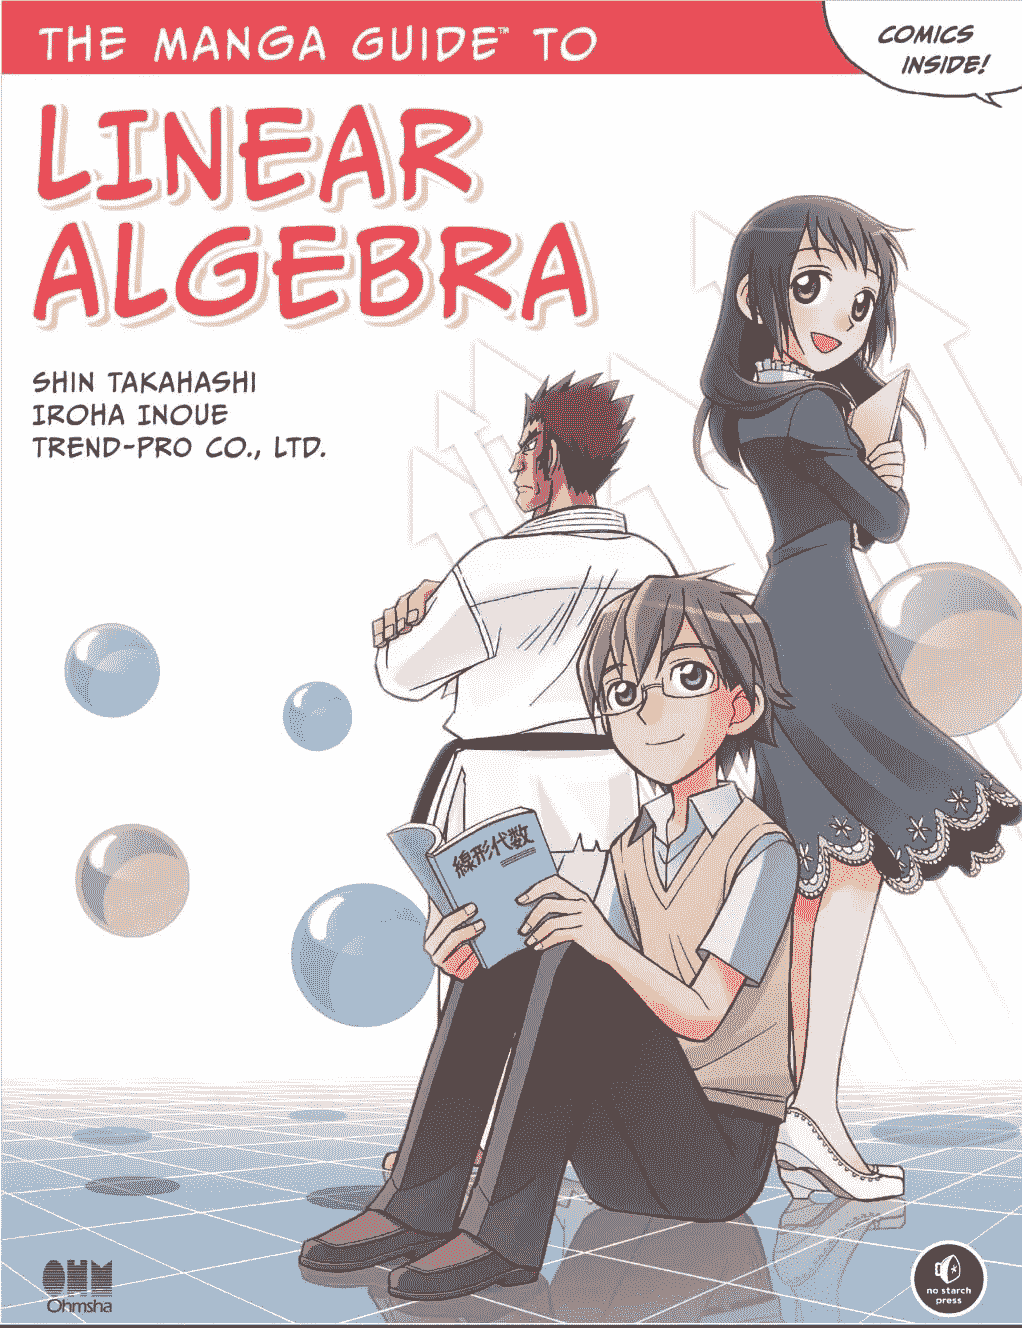 THE MANGA GUIDE™ TO
COMICS
INSIDE!
LINEAR
ALGEBRA
SHIN TAKAHASHI
IROHA INOUE
TREND-PRO CO., LTD.
線形代数
OHM
Ohmsha
no starch
press